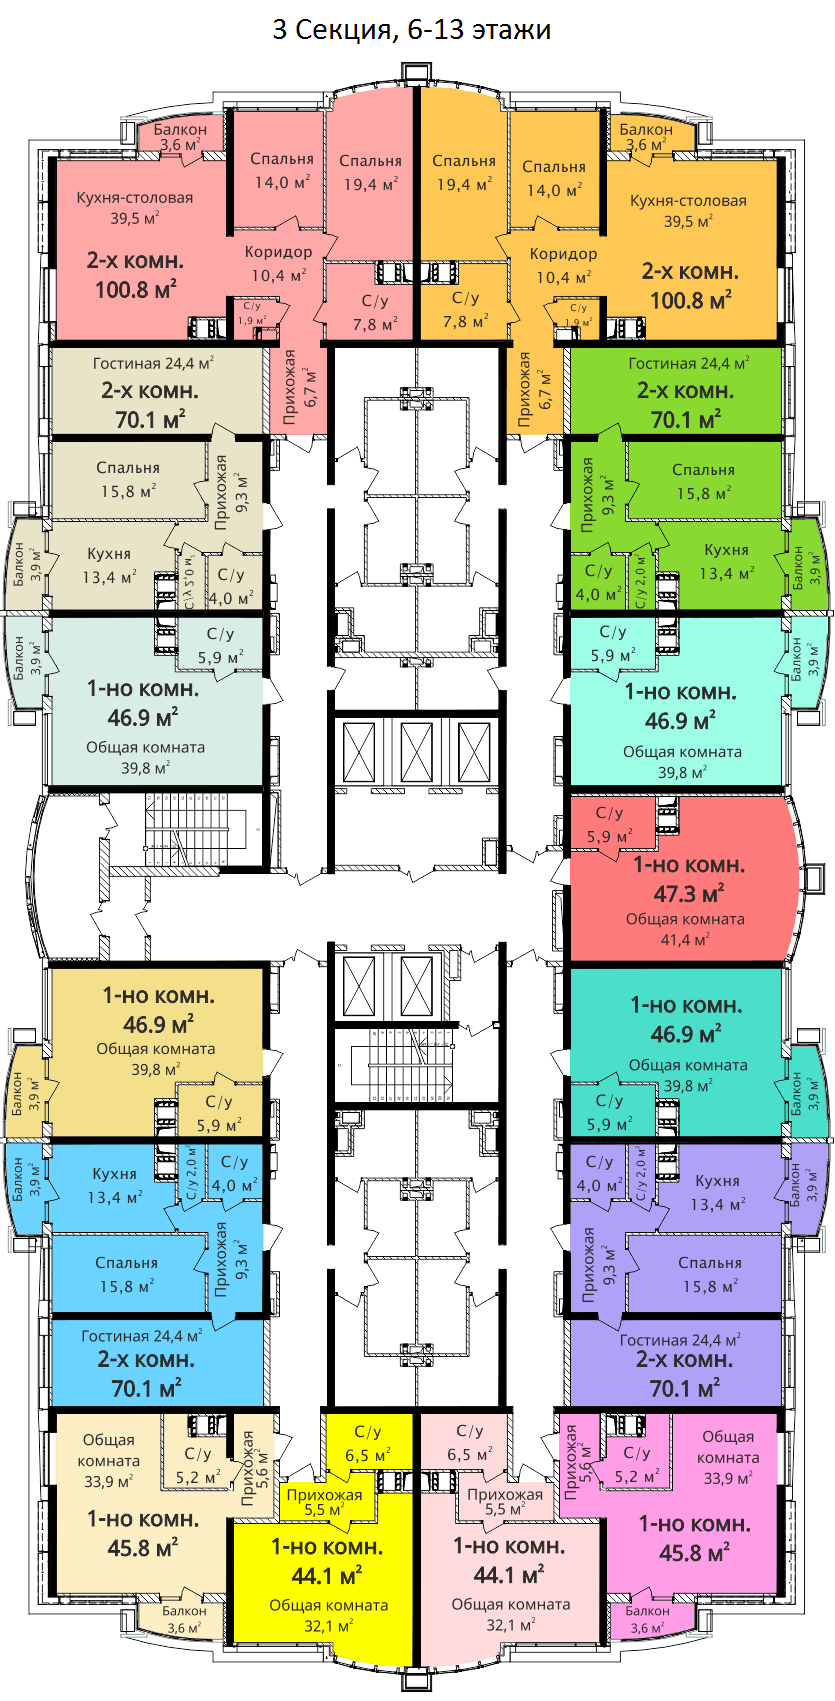 3 Секция, 6-13 этажи
Балкон
3,6 м²
Кухня-столовая
39,5 м²
2-х комн.
100.8 м²
Спальня
14,0 м²
Спальня
19,4 м²
Коридор
10,4 м²
С/у
1,9 м²
С/у
7,8 м²
Прихожая
6,7 м²
Спальня
19,4 м²
Спальня
14,0 м²
Балкон
3,6 м²
Кухня-столовая
39,5 м²
2-х комн.
100.8 м²
Коридор
10,4 м²
С/у
7,8 м²
С/у
1,9 м²
Прихожая
6,7 м²
Гостиная 24,4 м²
2-х комн.
70.1 м²
Спальня
15,8 м²
Прихожая
9,3 м²
Кухня
13,4 м²
С/у 2,0 м²
С/у
4,0 м²
Балкон
3,9 м²
Гостиная 24,4 м²
2-х комн.
70.1 м²
Прихожая
9,3 м²
Спальня
15,8 м²
С/у
4,0 м²
С/у 2,0 м²
Кухня
13,4 м²
Балкон
3,9 м²
Балкон
3,9 м²
С/у
5,9 м²
1-но комн.
46.9 м²
Общая комната
39,8 м²
С/у
5,9 м²
1-но комн.
46.9 м²
Общая комната
39,8 м²
Балкон
3,9 м²
С/у
5,9 м²
1-но комн.
47.3 м²
Общая комната
41,4 м²
1-но комн.
46.9 м²
Общая комната
39,8 м²
С/у
5,9 м²
Балкон
3,9 м²
1-но комн.
46.9 м²
Общая комната
39,8 м²
С/у
5,9 м²
Балкон
3,9 м²
Балкон
3,9 м²
Кухня
13,4 м²
С/у 2,0 м²
С/у
4,0 м²
Спальня
15,8 м²
Прихожая
9,3 м²
Гостиная 24,4 м²
2-х комн.
70.1 м²
С/у
4,0 м²
С/у 2,0 м²
Кухня
13,4 м²
Балкон
3,9 м²
Прихожая
9,3 м²
Спальня
15,8 м²
Гостиная 24,4 м²
2-х комн.
70.1 м²
Общая
комната
33,9 м²
С/у
5,2 м²
Прихожая
5,6 м²
1-но комн.
45.8 м²
Балкон
3,6 м²
С/у
6,5 м²
Прихожая
5,5 м²
1-но комн.
44.1 м²
Общая комната
32,1 м²
С/у
6,5 м²
Прихожая
5,5 м²
1-но комн.
44.1 м²
Общая комната
32,1 м²
Прихожая
5,6 м²
С/у
5,2 м²
Общая
комната
33,9 м²
1-но комн.
45.8 м²
Балкон
3,6 м²